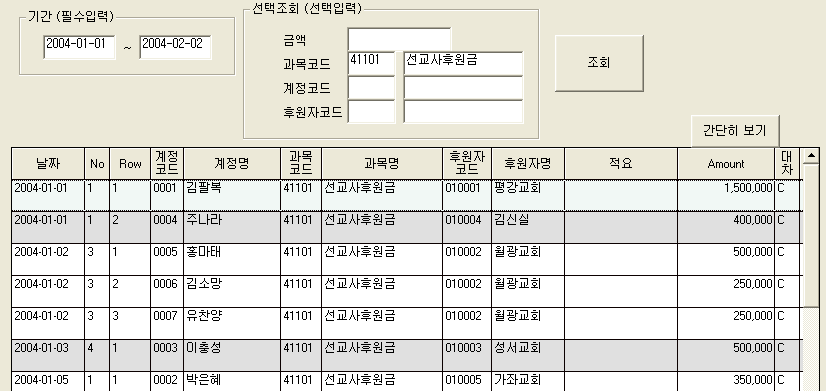 기간 (필수입력)
2004-01-01 ~ 2004-02-02
선택조회 (선택입력)
금액
과목코드 41101 선교사후원금
계정코드
후원자코드
조회
간단히 보기
날짜 No Row 계정코드 계정명 과목코드 과목명 후원자코드 후원자명 적요 Amount 대차
2004-01-01 1 1 0001 김팔복 41101 선교사후원금 010001 평강교회 1,500,000 C
2004-01-01 1 2 0004 주나라 41101 선교사후원금 010004 김신실 400,000 C
2004-01-02 3 1 0005 홍마태 41101 선교사후원금 010002 월광교회 500,000 C
2004-01-02 3 2 0006 김소망 41101 선교사후원금 010002 월광교회 250,000 C
2004-01-02 3 3 0007 유찬양 41101 선교사후원금 010002 월광교회 250,000 C
2004-01-03 4 1 0003 이충성 41101 선교사후원금 010003 성서교회 500,000 C
2004-01-05 1 1 0002 박은혜 41101 선교사후원금 010005 가좌교회 350,000 C